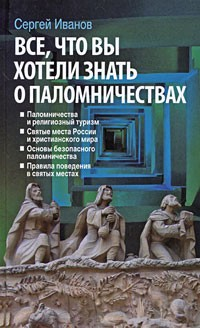 Сергей Иванов
ВСЕ, ЧТО ВЫ
ХОТЕЛИ ЗНАТЬ
О ПАЛОМНИЧЕСТВАХ
Паломничества
и религиозный туризм
Святые места России
и христианского мира
Основы безопасного
паломничества
Правила поведения
в святых местах